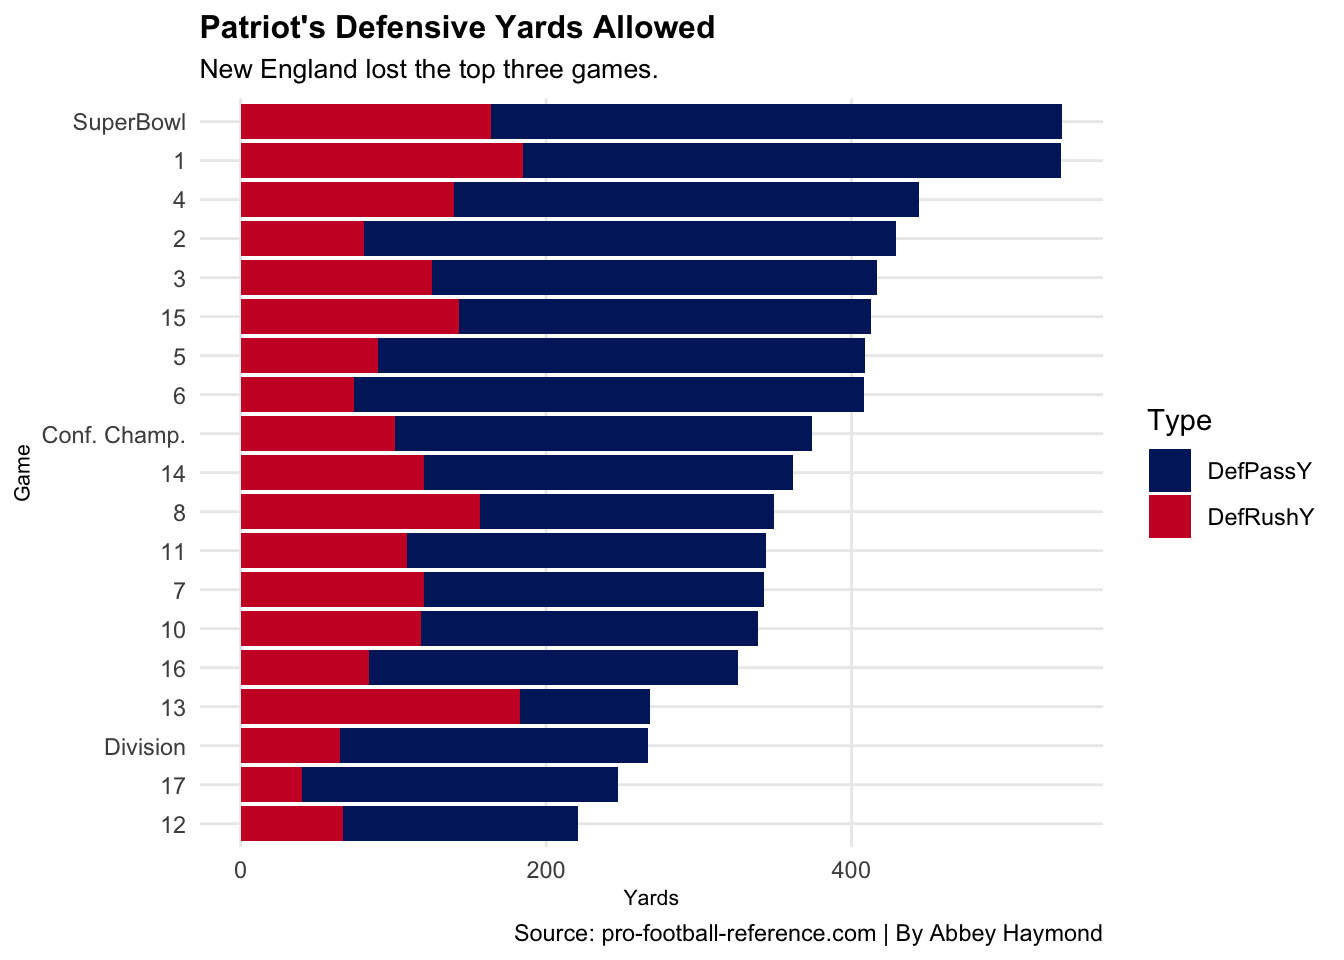 Patriot's Defensive Yards Allowed
New England lost the top three games.
SuperBowl
1
4
2
3
15
5
6
Conf. Champ.
14
8
11
7
10
16
13
Division
17
12
Game
0 200 400
Yards
Type
DefPassY
DefRushY
Source: pro-football-reference.com | By Abbey Haymond